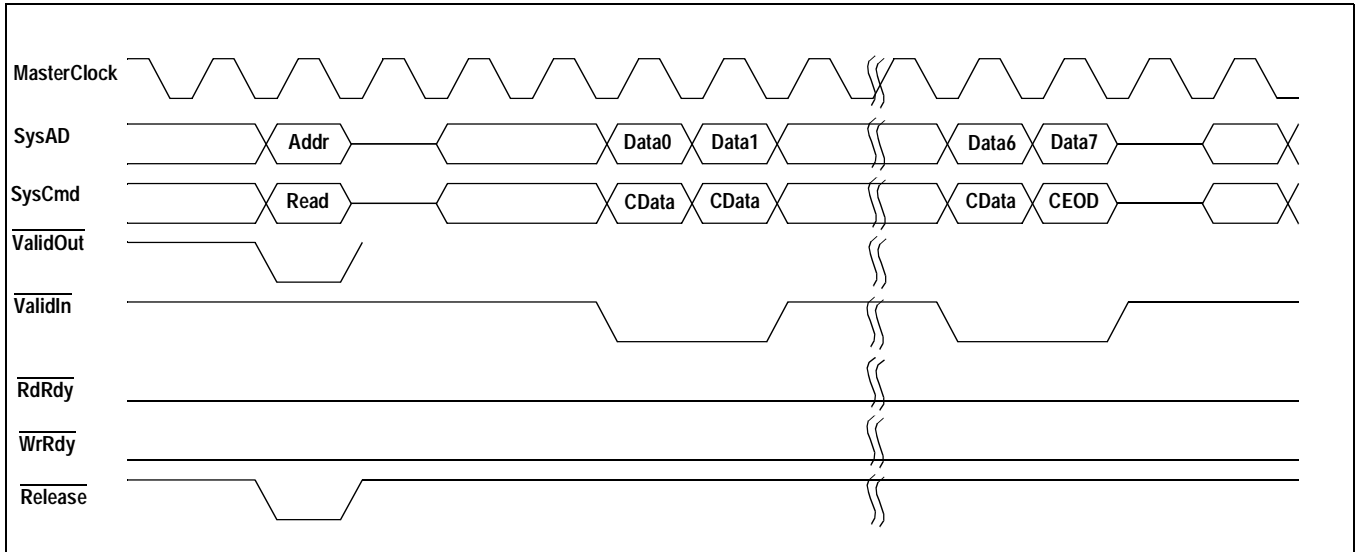 MasterClock
SysAD Addr Data0 Data1 Data6 Data7
SysCmd Read CData CData CData CEOD
ValidOut
ValidIn
RdRdy
WrRdy
Release